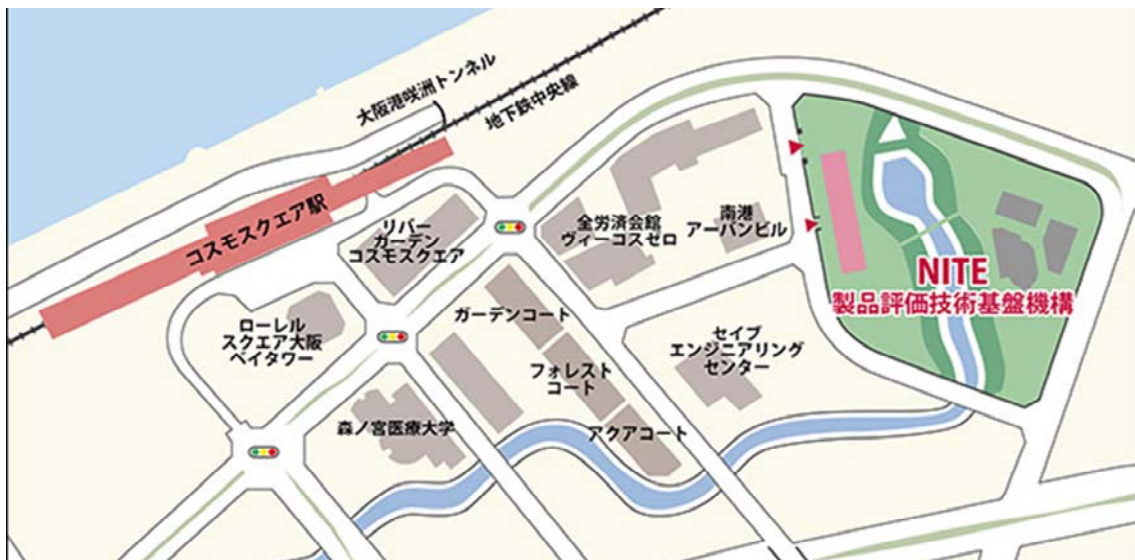 大阪港咲洲トンネル
地下鉄中央線
コスモスクエア駅
リバー
ガーデン
コスモスクエア
全労済会館
ヴィーコスゼロ
南港
アーバンビル
NITE
製品評価技術基盤機構
ローレル
スクエア大阪
ベイタワー
ガーデンコート
フォレスト
コート
セイブ
エンジニアリング
センター
森ノ宮医療大学
アクアコート